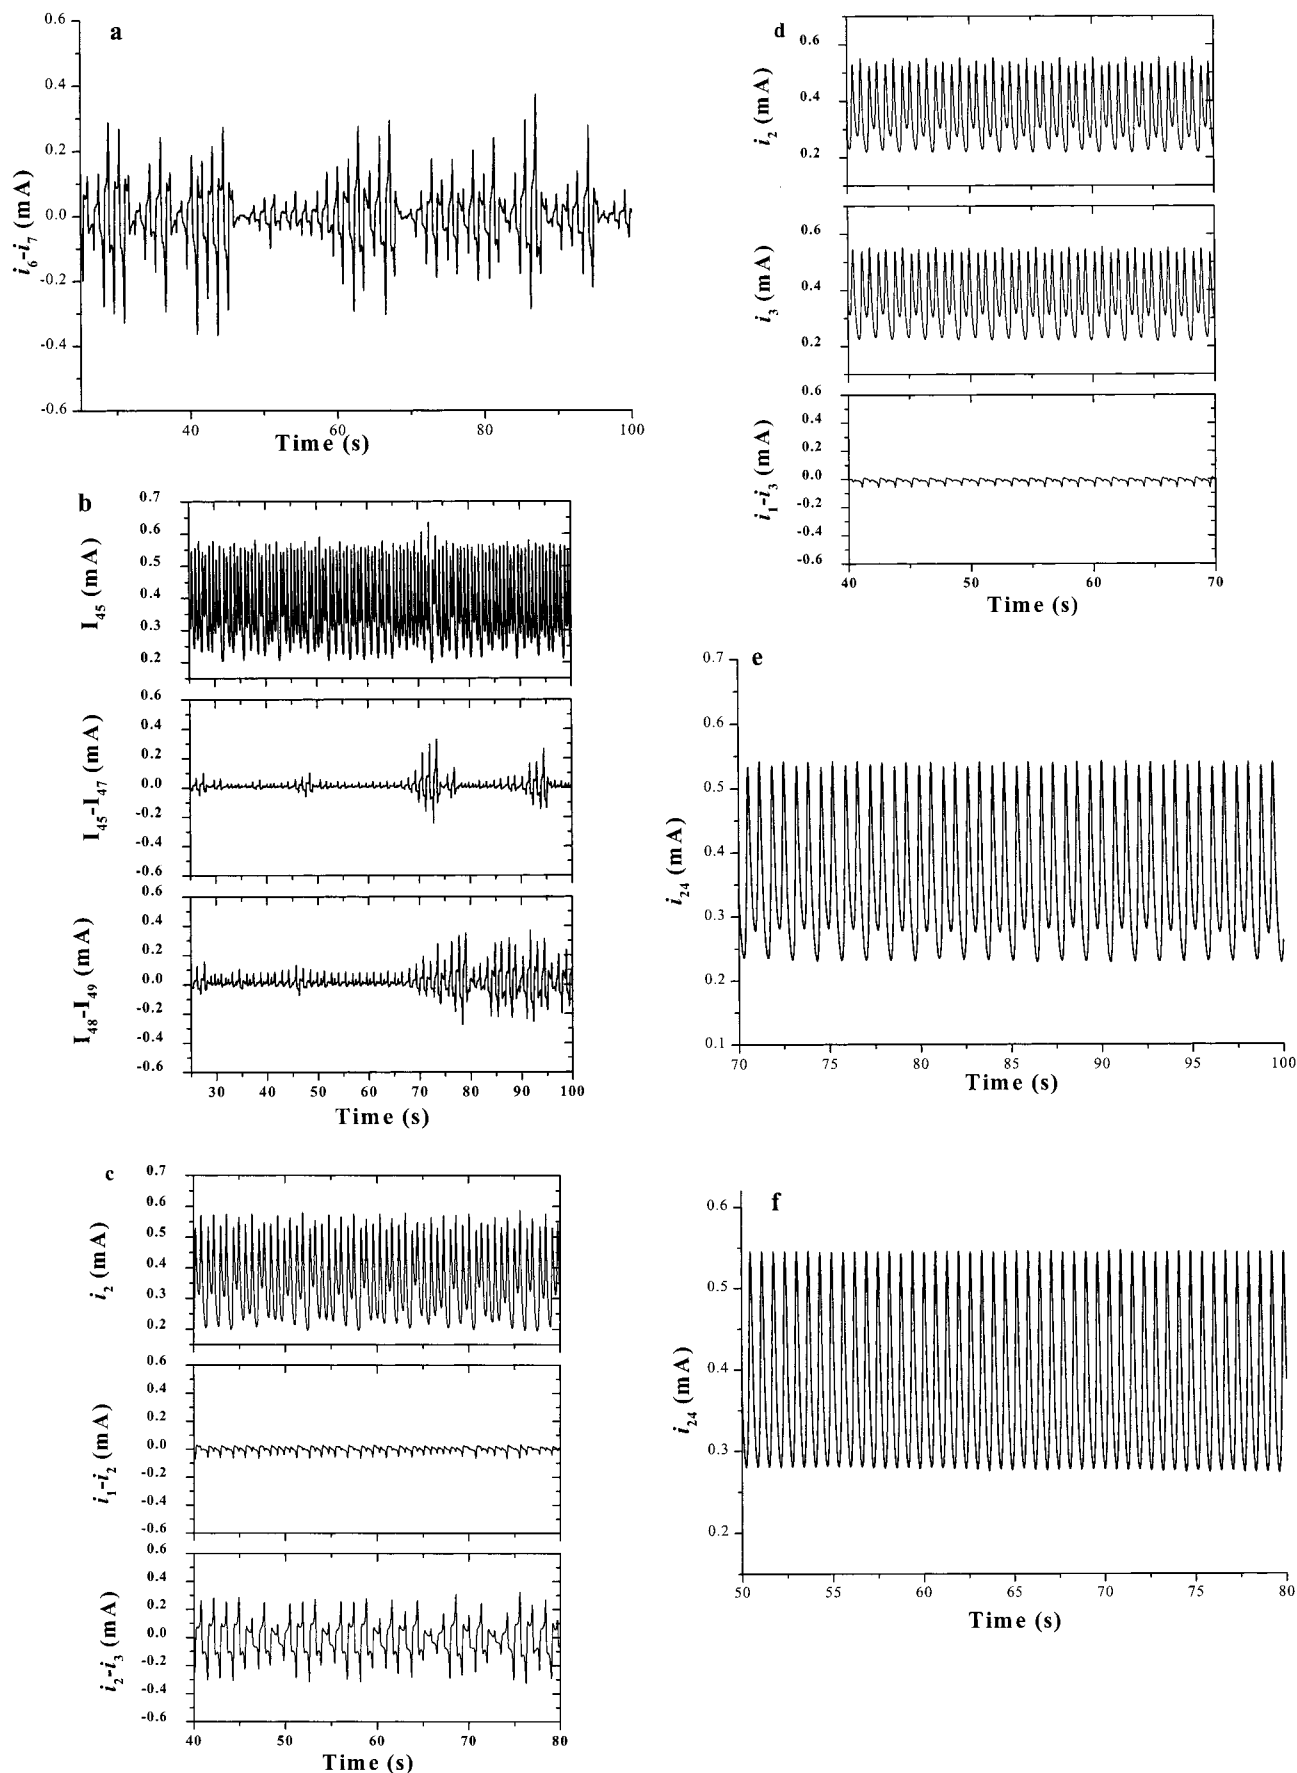 a
0.6
0.4
0.2
0.0
-0.2
-0.4
-0.6
i6-i7 (mA)
40 60 80 100
Time (s)
b
0.7
0.6
0.5
0.4
0.3
0.2
I45 (mA)
0.6
0.4
0.2
0.0
-0.2
-0.4
-0.6
I45-I47 (mA)
0.6
0.4
0.2
0.0
-0.2
-0.4
-0.6
I48-I49 (mA)
30 40 50 60 70 80 90 100
Time (s)
c
0.7
0.6
0.5
0.4
0.3
0.2
i2 (mA)
0.6
0.4
0.2
0.0
-0.2
-0.4
-0.6
i1-i2 (mA)
0.6
0.4
0.2
0.0
-0.2
-0.4
-0.6
i2-i3 (mA)
40 50 60 70 80
Time (s)
d
0.6
0.4
0.2
i2 (mA)
0.6
0.4
0.2
i3 (mA)
0.6
0.4
0.2
0.0
-0.2
-0.4
-0.6
i1-i3 (mA)
40 50 60 70
Time (s)
e
0.7
0.6
0.5
0.4
0.3
0.2
0.1
i24 (mA)
70 75 80 85 90 95 100
Time (s)
f
0.6
0.5
0.4
0.3
0.2
i24 (mA)
50 55 60 65 70 75 80
Time (s)